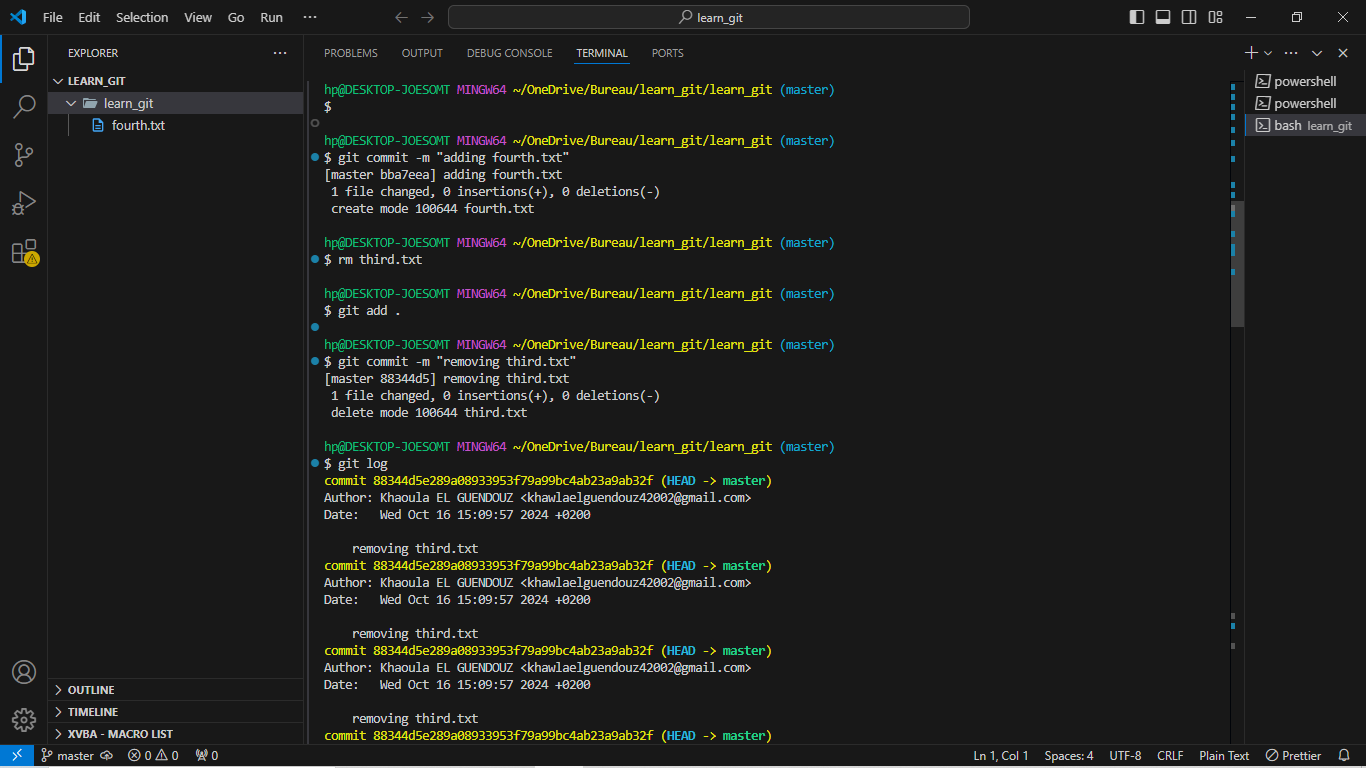 File Edit Selection View Go Run ··· learn_git
EXPLORER ···
LEARN_GIT
learn_git
fourth.txt
OUTLINE
TIMELINE
XVBA - MACRO LIST
PROBLEMS OUTPUT DEBUG CONSOLE TERMINAL PORTS
hp@DESKTOP-JOESOMT MINGW64 ~/OneDrive/Bureau/learn_git/learn_git (master)
$
hp@DESKTOP-JOESOMT MINGW64 ~/OneDrive/Bureau/learn_git/learn_git (master)
$ git commit -m "adding fourth.txt"
[master bba7eea] adding fourth.txt
1 file changed, 0 insertions(+), 0 deletions(-)
create mode 100644 fourth.txt
hp@DESKTOP-JOESOMT MINGW64 ~/OneDrive/Bureau/learn_git/learn_git (master)
$ rm third.txt
hp@DESKTOP-JOESOMT MINGW64 ~/OneDrive/Bureau/learn_git/learn_git (master)
$ git add .
hp@DESKTOP-JOESOMT MINGW64 ~/OneDrive/Bureau/learn_git/learn_git (master)
$ git commit -m "removing third.txt"
[master 88344d5] removing third.txt
1 file changed, 0 insertions(+), 0 deletions(-)
delete mode 100644 third.txt
hp@DESKTOP-JOESOMT MINGW64 ~/OneDrive/Bureau/learn_git/learn_git (master)
$ git log
commit 88344d5e289a08933953f79a99bc4ab23a9ab32f (HEAD -> master)
Author: Khaoula EL GUENDOUZ <khawlaelguendouz42002@gmail.com>
Date: Wed Oct 16 15:09:57 2024 +0200
removing third.txt
commit 88344d5e289a08933953f79a99bc4ab23a9ab32f (HEAD -> master)
Author: Khaoula EL GUENDOUZ <khawlaelguendouz42002@gmail.com>
Date: Wed Oct 16 15:09:57 2024 +0200
removing third.txt
commit 88344d5e289a08933953f79a99bc4ab23a9ab32f (HEAD -> master)
Author: Khaoula EL GUENDOUZ <khawlaelguendouz42002@gmail.com>
Date: Wed Oct 16 15:09:57 2024 +0200
removing third.txt
commit 88344d5e289a08933953f79a99bc4ab23a9ab32f (HEAD -> master)
powershell
powershell
bash learn_git
master 0 0 0 Ln 1, Col 1 Spaces: 4 UTF-8 CRLF Plain Text Prettier